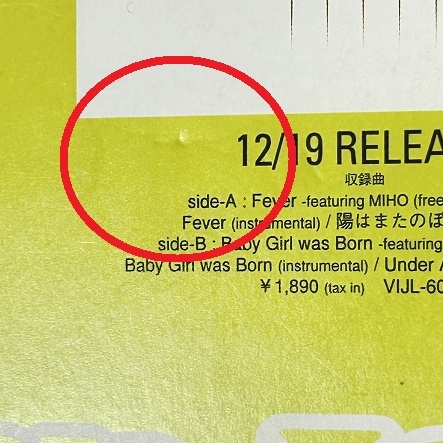 12/19 RELEA
収録曲
side-A : Fever -featuring MIHO (free
Fever (instrumental) / 陽はまたのぼ
side-B : Baby Girl was Born -featuring
Baby Girl was Born (instrumental) / Under A
￥1,890 (tax in) VIJL-60